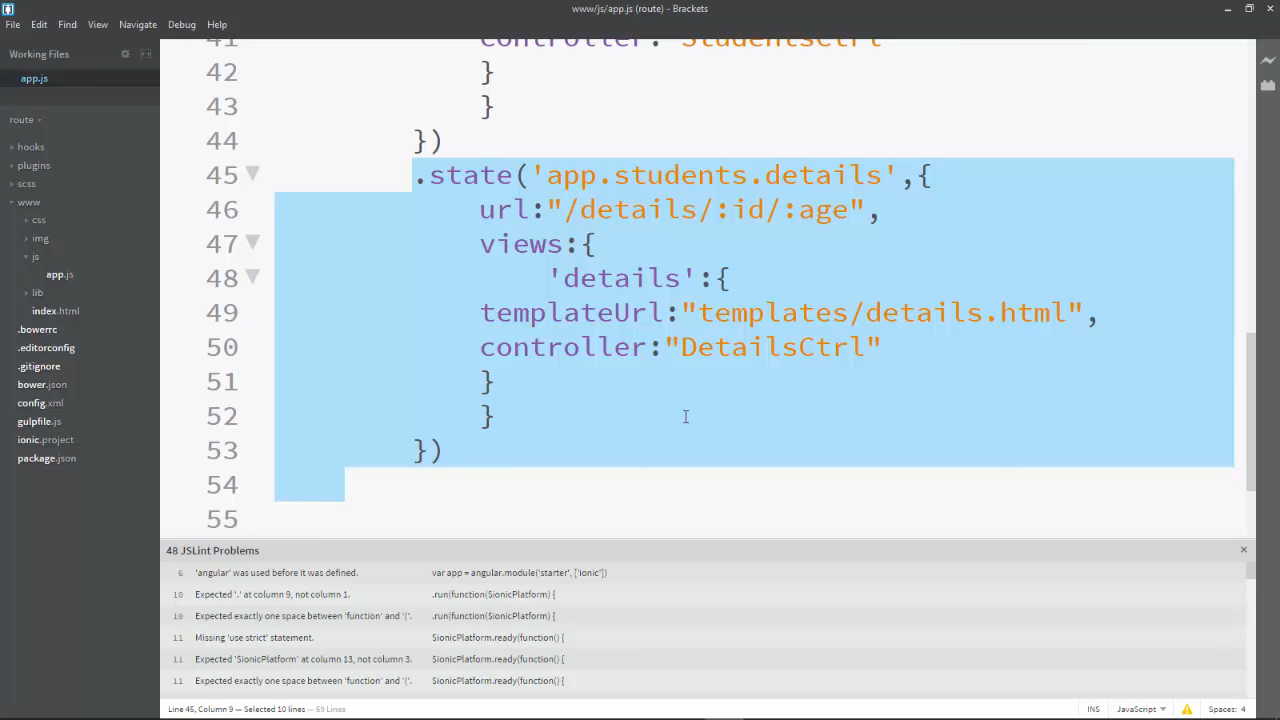 www/js/app.js (route) - Brackets
File Edit Find View Navigate Debug Help
Working Files
app.js
route
hooks
plugins
scss
www
css
img
js
app.js
lib
index.html
.bowerrc
.editorconfig
.gitignore
bower.json
config.xml
gulpfile.js
ionic.project
package.json
41 controller:"StudentsCtrl"
42 }
43 }
44 })
45 .state('app.students.details',{
46 url:"/details/:id/:age",
47 views:{
48 'details':{
49 templateUrl:"templates/details.html",
50 controller:"DetailsCtrl"
51 }
52 }
53 })
54
55
48 JSLint Problems
6 'angular' was used before it was defined. var app = angular.module('starter', ['ionic'])
10 Expected '.' at column 9, not column 1. .run(function($ionicPlatform) {
10 Expected exactly one space between 'function' and '('. .run(function($ionicPlatform) {
11 Missing 'use strict' statement. $ionicPlatform.ready(function() {
11 Expected '$ionicPlatform' at column 13, not column 3. $ionicPlatform.ready(function() {
11 Expected exactly one space between 'function' and '('. $ionicPlatform.ready(function() {
Line 45, Column 9 — Selected 10 lines — 59 Lines INS JavaScript Spaces: 4